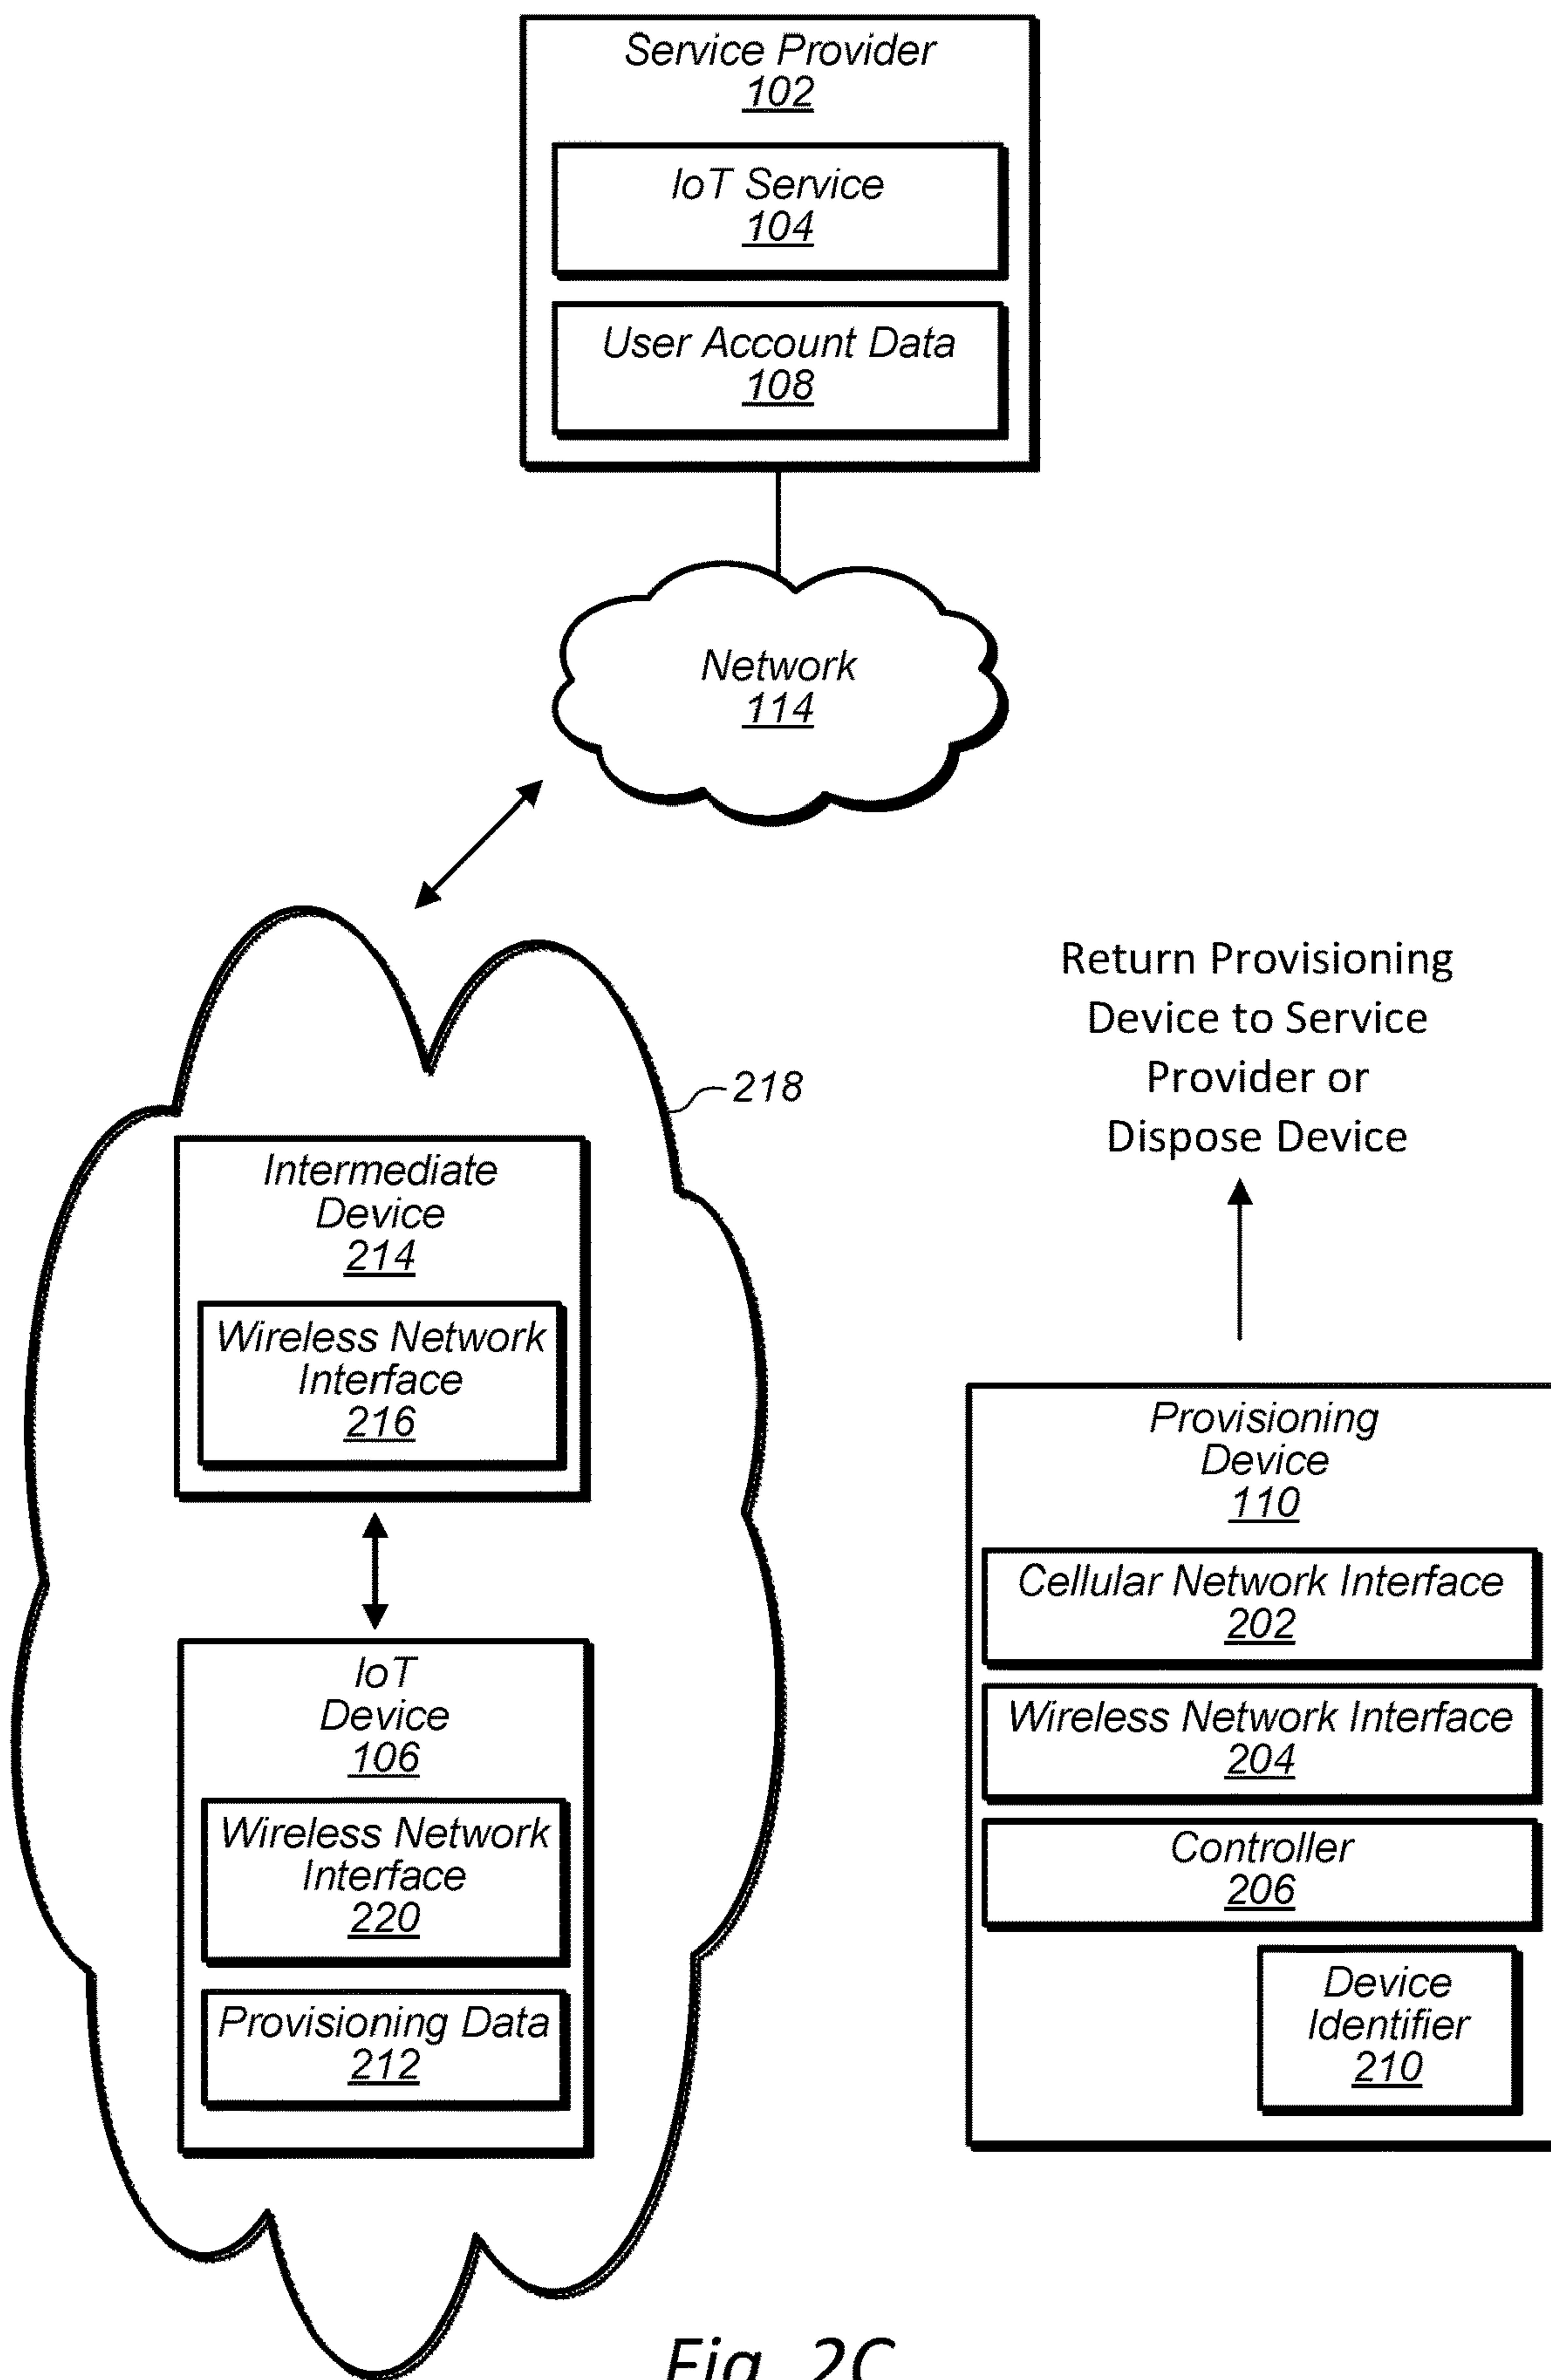 Service Provider
102
IoT Service
104
User Account Data
108
Network
114
218
Intermediate
Device
214
Wireless Network
Interface
216
IoT
Device
106
Wireless Network
Interface
220
Provisioning Data
212
Return Provisioning
Device to Service
Provider or
Dispose Device
Provisioning
Device
110
Cellular Network Interface
202
Wireless Network Interface
204
Controller
206
Device
Identifier
210
Fig. 2C